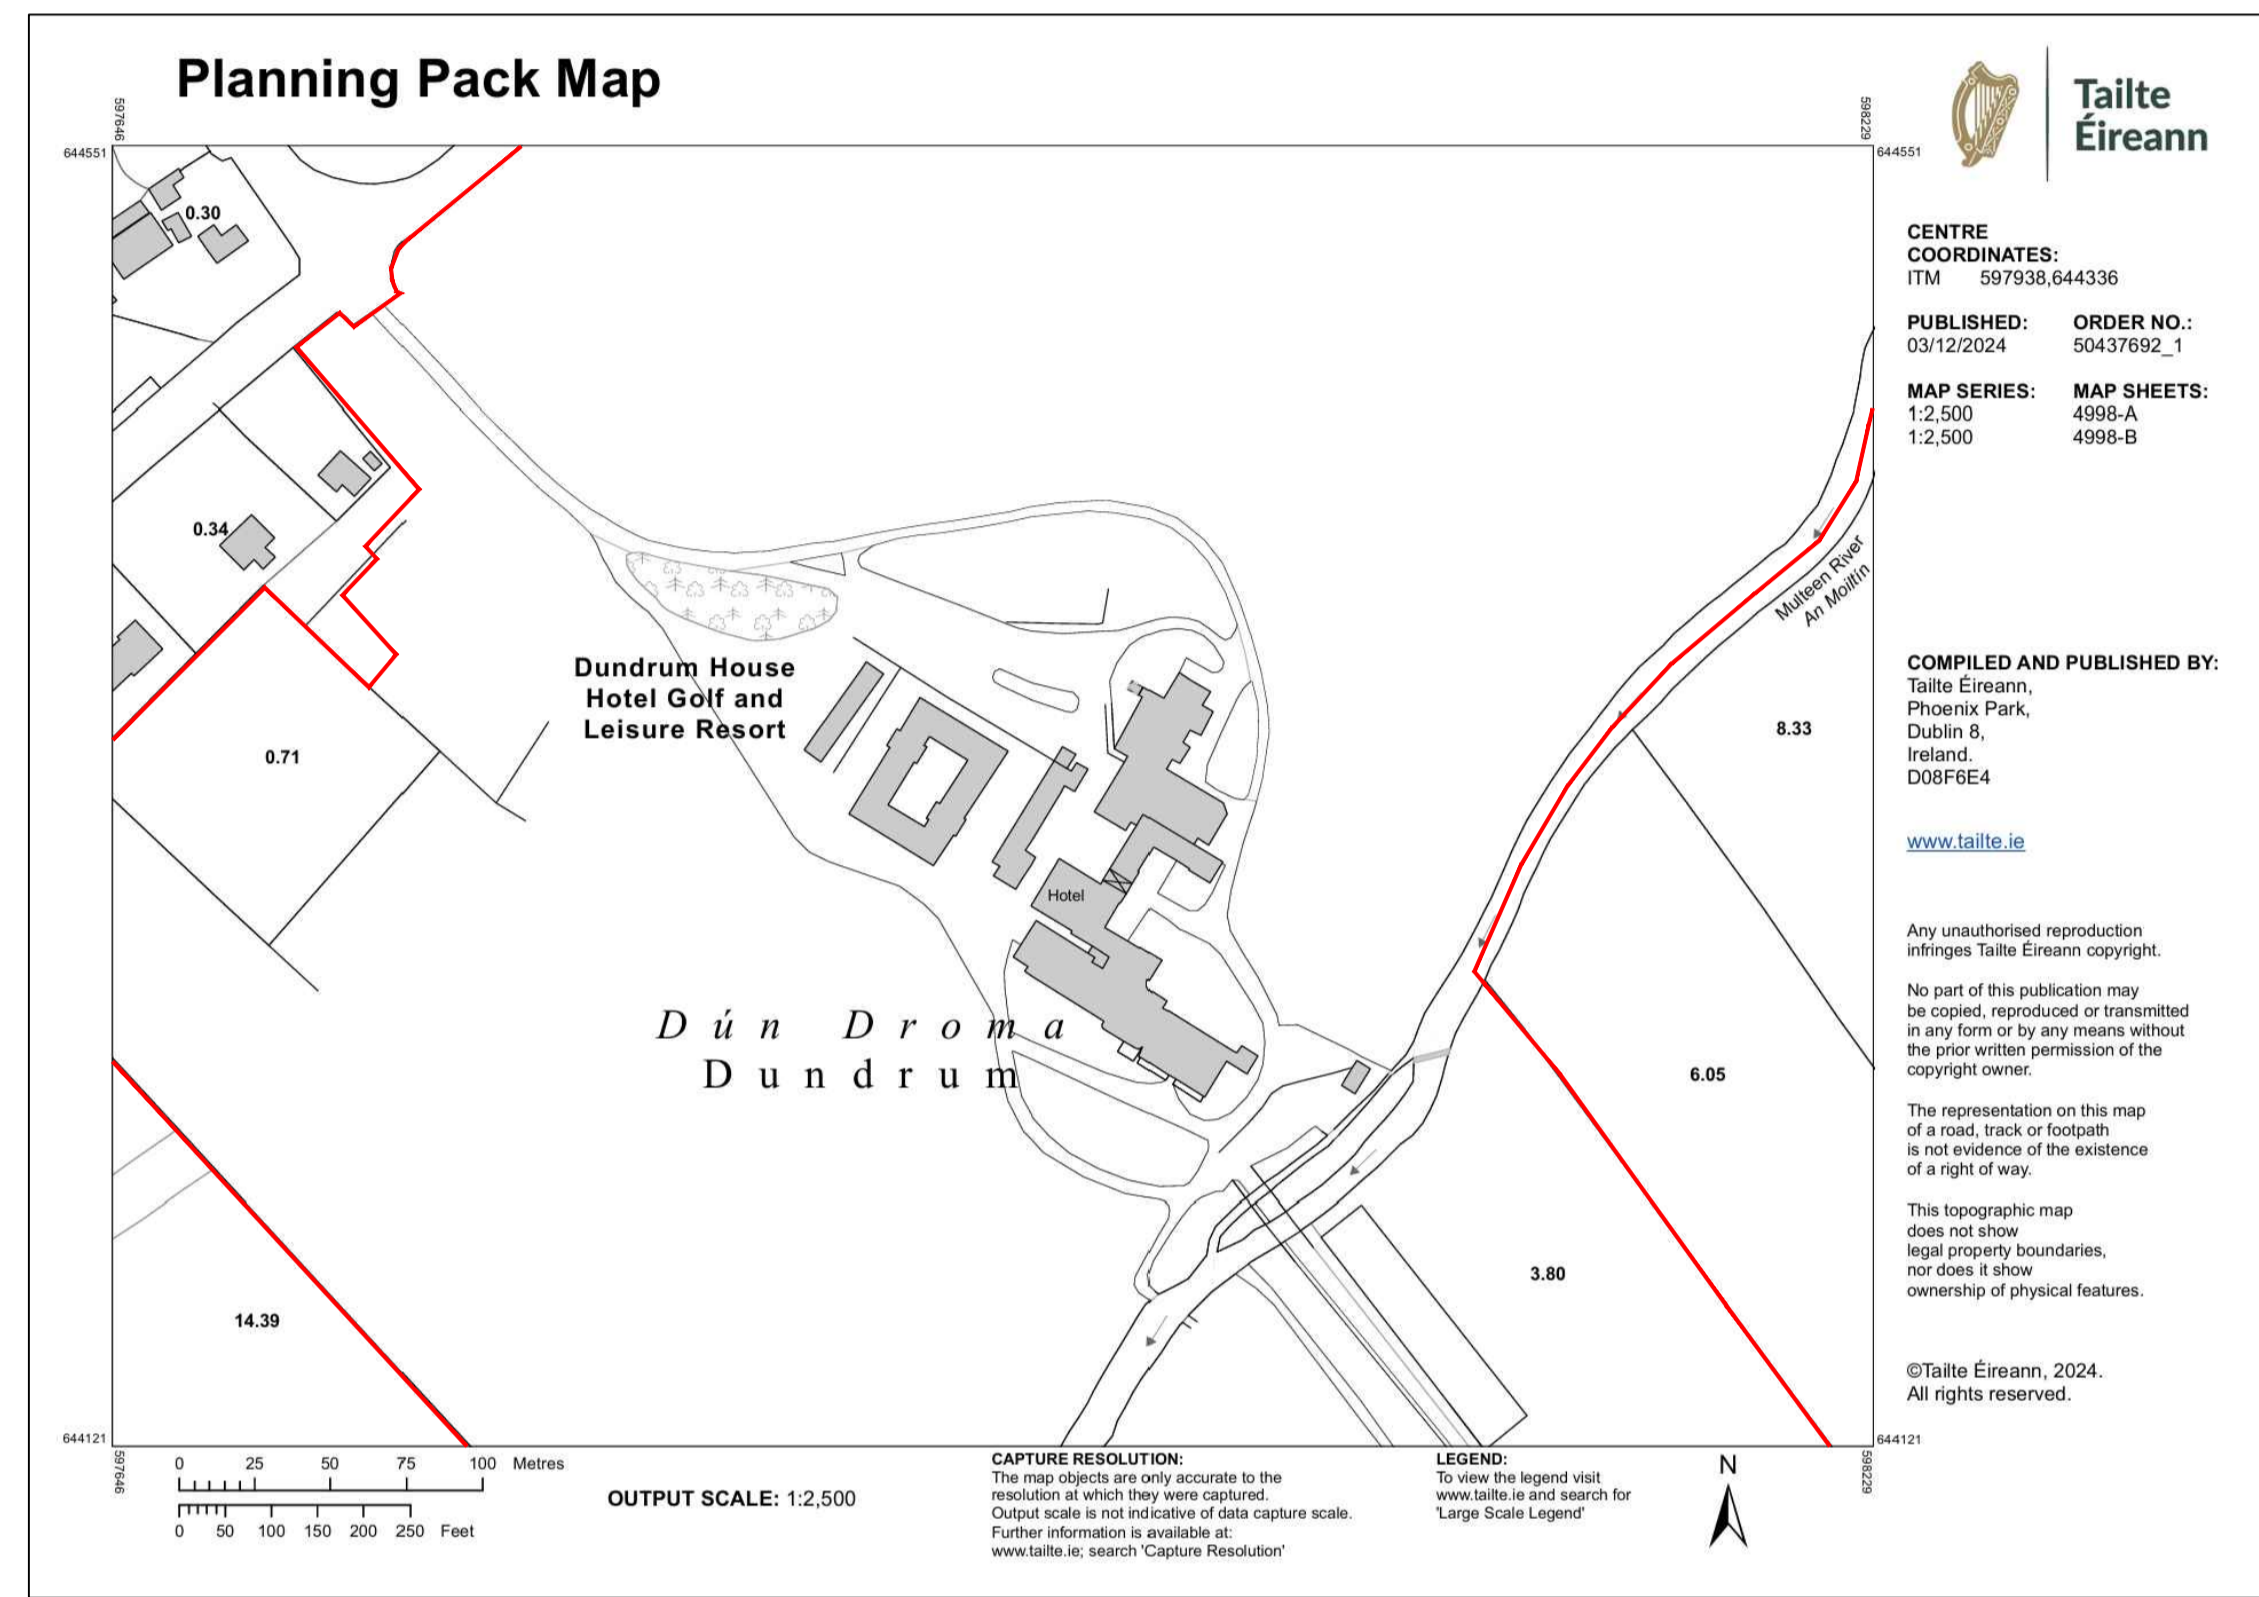 Planning Pack Map
Tailte
Éireann
597646
598229
644551
644551
CENTRE
COORDINATES:
ITM 597938,644336
PUBLISHED: ORDER NO.:
03/12/2024 50437692_1
MAP SERIES: MAP SHEETS:
1:2,500 4998-A
1:2,500 4998-B
COMPILED AND PUBLISHED BY:
Tailte Éireann,
Phoenix Park,
Dublin 8,
Ireland.
D08F6E4
www.tailte.ie
Any unauthorised reproduction
infringes Tailte Éireann copyright.
No part of this publication may
be copied, reproduced or transmitted
in any form or by any means without
the prior written permission of the
copyright owner.
The representation on this map
of a road, track or footpath
is not evidence of the existence
of a right of way.
This topographic map
does not show
legal property boundaries,
nor does it show
ownership of physical features.
©Tailte Éireann, 2024.
All rights reserved.
0.30
0.34
Multeen River
An Moiltín
Dundrum House
Hotel Golf and
Leisure Resort
8.33
0.71
Hotel
Dún Droma
Dundrum
6.05
3.80
14.39
644121
644121
597646
598229
0 25 50 75 100 Metres
0 50 100 150 200 250 Feet
OUTPUT SCALE: 1:2,500
CAPTURE RESOLUTION:
The map objects are only accurate to the
resolution at which they were captured.
Output scale is not indicative of data capture scale.
Further information is available at:
www.tailte.ie; search 'Capture Resolution'
LEGEND:
To view the legend visit
www.tailte.ie and search for
'Large Scale Legend'
N